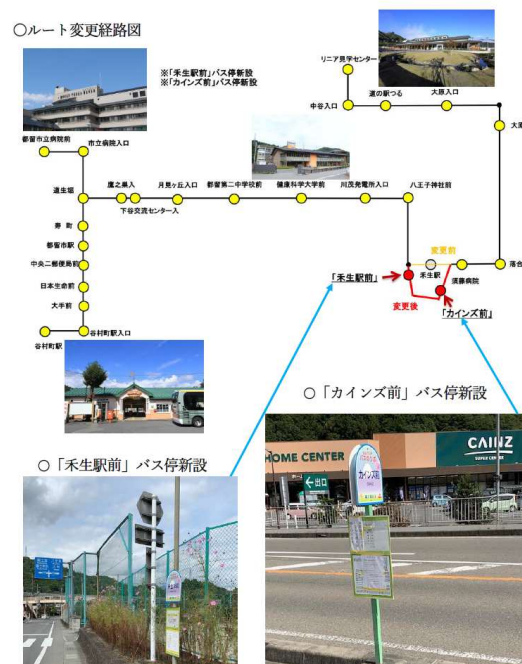 ○ルート変更経路図
※「禾生駅前」バス停新設
※「カインズ前」バス停新設
リニア見学センター
中谷入口
道の駅つる
大原入口
都留市立病院前
市立病院入口
道生堀
鷹之巣入
下谷交流センター入
月見ヶ丘入口
都留第二中学校前
健康科学大学前
川茂発電所入口
八王子神社前
寿町
都留市駅
中央二郵便局前
日本生命前
大手前
谷村町駅入口
谷村町駅
変更前
禾生駅
須藤病院
落合
「禾生駅前」
変更後
「カインズ前」
○「カインズ前」バス停新設
○「禾生駅前」バス停新設
HOME CENTER
CAINZ
SUPER CENTER
←出口
カインズ前